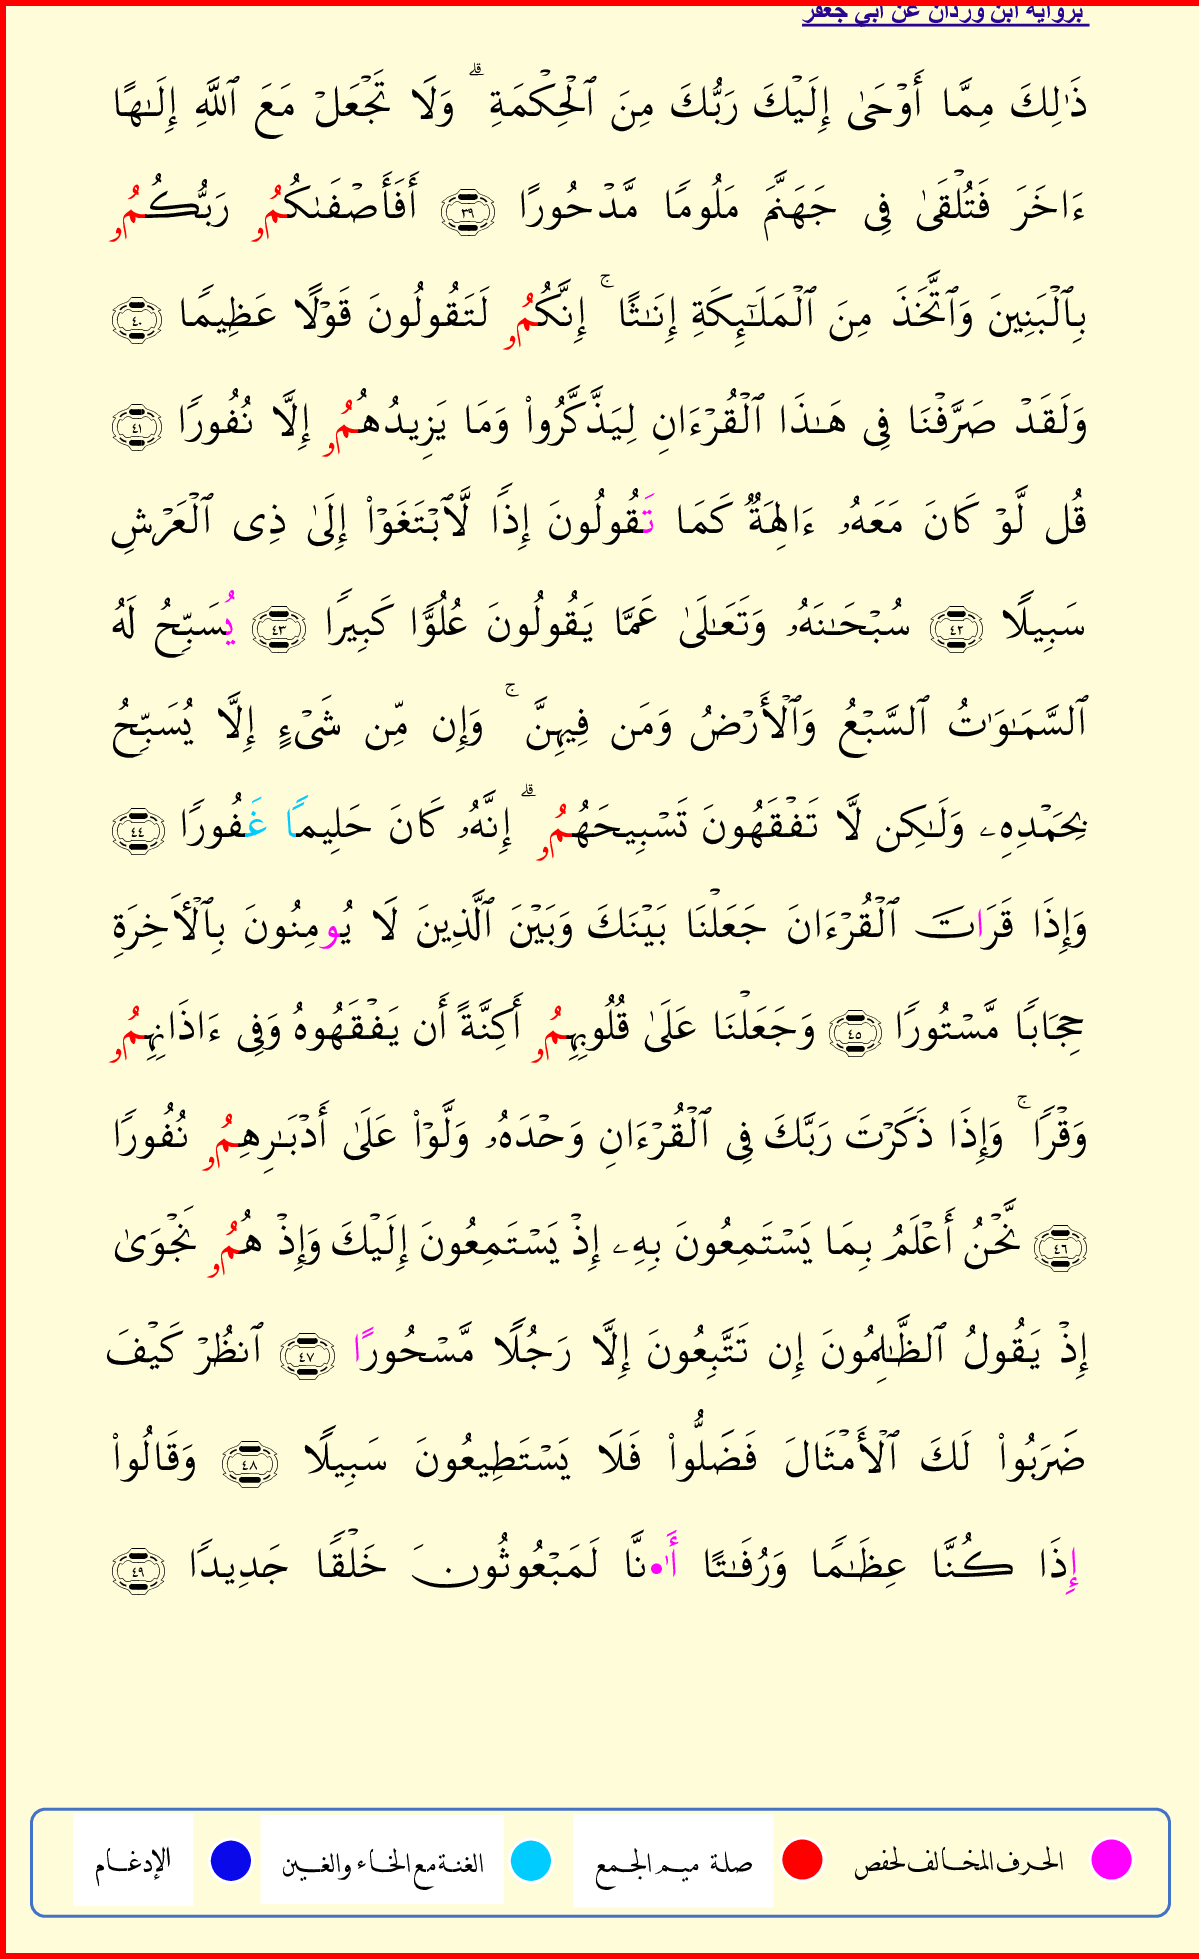 برواية ابن وردان عن أبي جعفر
ذَٰلِكَ مِمَّا أَوۡحَىٰ إِلَيۡكَ رَبُّكَ مِنَ ٱلۡحِكۡمَةِۗ وَلَا تَجۡعَلۡ مَعَ ٱللَّهِ إِلَـٰهًا
ءَاخَرَ فَتُلۡقَىٰ فِى جَهَنَّمَ مَلُومًا مَّدۡحُورًا ٣٩ أَفَأَصۡفَىٰكُمُۥ رَبُّكُمُۥ
بِٱلۡبَنِينَ وَٱتَّخَذَ مِنَ ٱلۡمَلَـٰٓئِكَةِ إِنَـٰثًاۚ إِنَّكُمُۥ لَتَقُولُونَ قَوۡلًا عَظِيمًا ٤٠
وَلَقَدۡ صَرَّفۡنَا فِى هَـٰذَا ٱلۡقُرۡءَانِ لِيَذَّكَّرُوا۟ وَمَا يَزِيدُهُمُۥ إِلَّا نُفُورًا ٤١
قُل لَّوۡ كَانَ مَعَهُۥ ءَالِهَةٌ كَمَا تَقُولُونَ إِذًا لَّٱبۡتَغَوۡا۟ إِلَىٰ ذِى ٱلۡعَرۡشِ
سَبِيلًا ٤٢ سُبۡحَـٰنَهُۥ وَتَعَـٰلَىٰ عَمَّا يَقُولُونَ عُلُوًّا كَبِيرًا ٤٣ يُسَبِّحُ لَهُ
ٱلسَّمَـٰوَٰتُ ٱلسَّبۡعُ وَٱلۡأَرۡضُ وَمَن فِيهِنَّۚ وَإِن مِّن شَىۡءٍ إِلَّا يُسَبِّحُ
بِحَمۡدِهِۦ وَلَـٰكِن لَّا تَفۡقَهُونَ تَسۡبِيحَهُمُۥۗ إِنَّهُۥ كَانَ حَلِيمًا غَفُورًا ٤٤
وَإِذَا قَرَاتَ ٱلۡقُرۡءَانَ جَعَلۡنَا بَيۡنَكَ وَبَيۡنَ ٱلَّذِينَ لَا يُومِنُونَ بِٱلۡأَخِرَةِ
حِجَابًا مَّسۡتُورًا ٤٥ وَجَعَلۡنَا عَلَىٰ قُلُوبِهِمُۥ أَكِنَّةً أَن يَفۡقَهُوهُ وَفِى ءَاذَانِهِمُۥ
وَقۡرًاۚ وَإِذَا ذَكَرۡتَ رَبَّكَ فِى ٱلۡقُرۡءَانِ وَحۡدَهُۥ وَلَّوۡا۟ عَلَىٰ أَدۡبَـٰرِهِمُۥ نُفُورًا
٤٦ نَّحۡنُ أَعۡلَمُ بِمَا يَسۡتَمِعُونَ بِهِۦ إِذۡ يَسۡتَمِعُونَ إِلَيۡكَ وَإِذۡ هُمُۥ نَجۡوَىٰ
إِذۡ يَقُولُ ٱلظَّـٰلِمُونَ إِن تَتَّبِعُونَ إِلَّا رَجُلًا مَّسۡحُورًا ٤٧ ٱنظُرۡ كَيۡفَ
ضَرَبُوا۟ لَكَ ٱلۡأَمۡثَالَ فَضَلُّوا۟ فَلَا يَسۡتَطِيعُونَ سَبِيلًا ٤٨ وَقَالُوا۟
إِذَا كُنَّا عِظَـٰمًا وَرُفَـٰتًا أَٰ•نَّا لَمَبۡعُوثُونَ خَلۡقًا جَدِيدًا ٤٩
الحرف المخالف لحفص صلة ميم الجمع الغنة مع الخاء والغين الإدغام